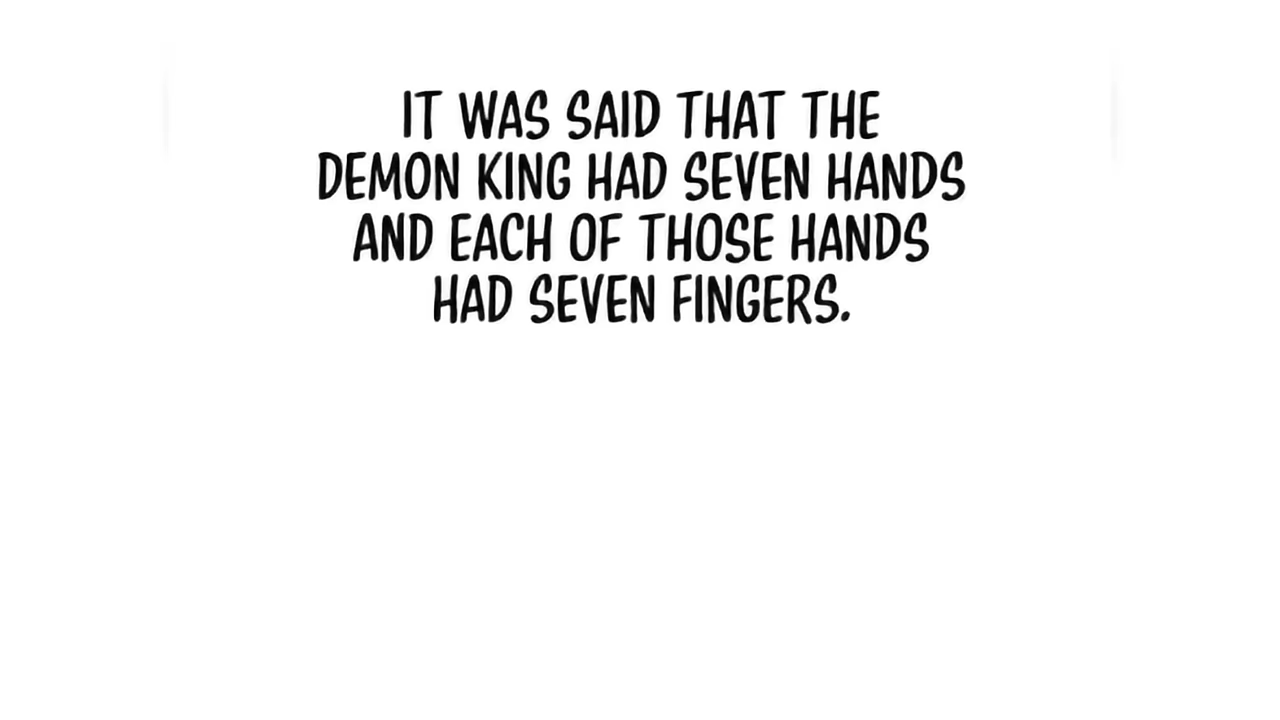 IT WAS SAID THAT THE
DEMON KING HAD SEVEN HANDS
AND EACH OF THOSE HANDS
HAD SEVEN FINGERS.